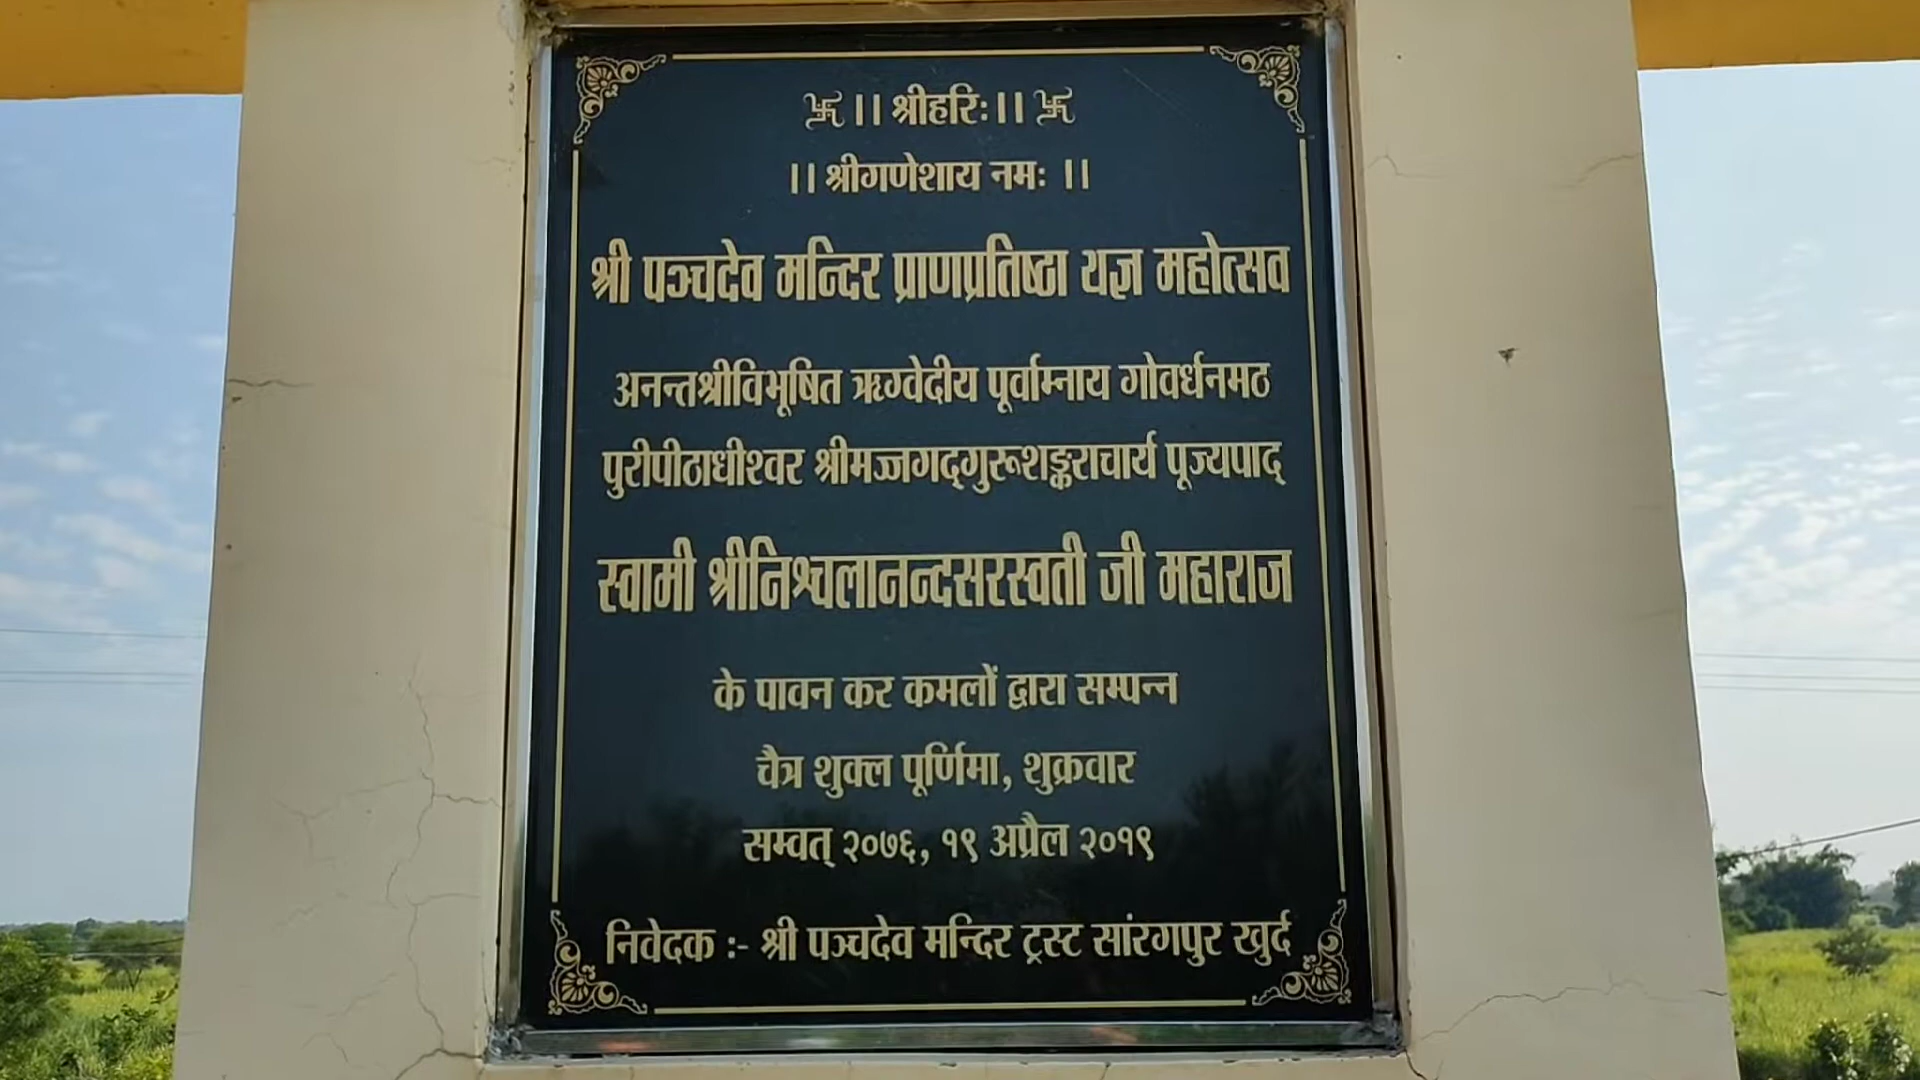 卐 ।। श्रीहरिः ।। 卐
।। श्रीगणेशाय नमः ।।
श्री पञ्चदेव मन्दिर प्राणप्रतिष्ठा यज्ञ महोत्सव
अनन्तश्रीविभूषित ऋग्वेदीय पूर्वाम्नाय गोवर्धनमठ
पुरीपीठाधीश्वर श्रीमज्जगद्गुरूशङ्कराचार्य पूज्यपाद्
स्वामी श्रीनिश्चलानन्दसरस्वती जी महाराज
के पावन कर कमलों द्वारा सम्पन्न
चैत्र शुक्ल पूर्णिमा, शुक्रवार
सम्वत् २०७६, १९ अप्रैल २०१९
निवेदक :- श्री पञ्चदेव मन्दिर ट्रस्ट सांरगपुर खुर्द